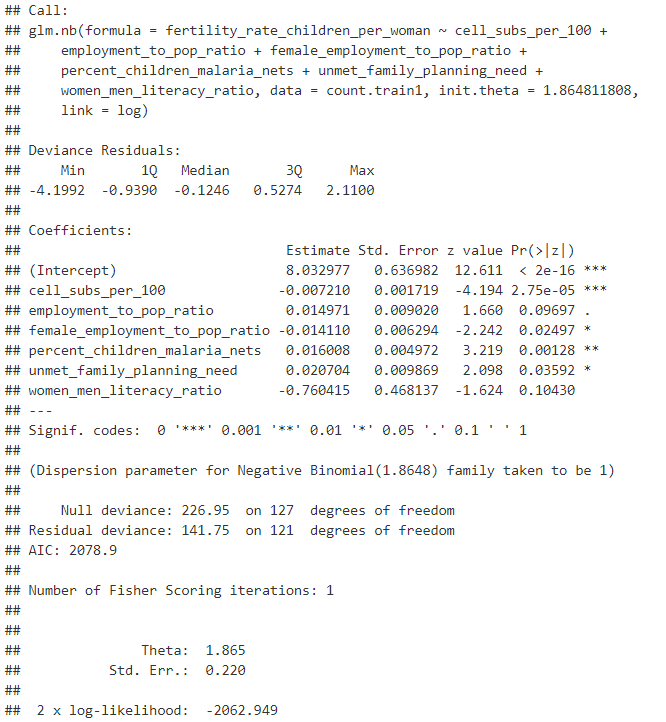 ## Call:
## glm.nb(formula = fertility_rate_children_per_woman ~ cell_subs_per_100 +
##     employment_to_pop_ratio + female_employment_to_pop_ratio +
##     percent_children_malaria_nets + unmet_family_planning_need +
##     women_men_literacy_ratio, data = count.train1, init.theta = 1.864811808,
##     link = log)
##
## Deviance Residuals:
##     Min       1Q   Median       3Q      Max
## -4.1992  -0.9390  -0.1246   0.5274   2.1100
##
## Coefficients:
##                                 Estimate Std. Error z value Pr(>|z|)
## (Intercept)                     8.032977   0.636982  12.611  < 2e-16 ***
## cell_subs_per_100              -0.007210   0.001719  -4.194 2.75e-05 ***
## employment_to_pop_ratio         0.014971   0.009020   1.660  0.09697 .
## female_employment_to_pop_ratio -0.014110   0.006294  -2.242  0.02497 *
## percent_children_malaria_nets   0.016008   0.004972   3.219  0.00128 **
## unmet_family_planning_need      0.020704   0.009869   2.098  0.03592 *
## women_men_literacy_ratio       -0.760415   0.468137  -1.624  0.10430
## ---
## Signif. codes:  0 '***' 0.001 '**' 0.01 '*' 0.05 '.' 0.1 ' ' 1
##
## (Dispersion parameter for Negative Binomial(1.8648) family taken to be 1)
##
##     Null deviance: 226.95  on 127  degrees of freedom
## Residual deviance: 141.75  on 121  degrees of freedom
## AIC: 2078.9
##
## Number of Fisher Scoring iterations: 1
##
##
##               Theta:  1.865
##           Std. Err.:  0.220
##
##  2 x log-likelihood:  -2062.949